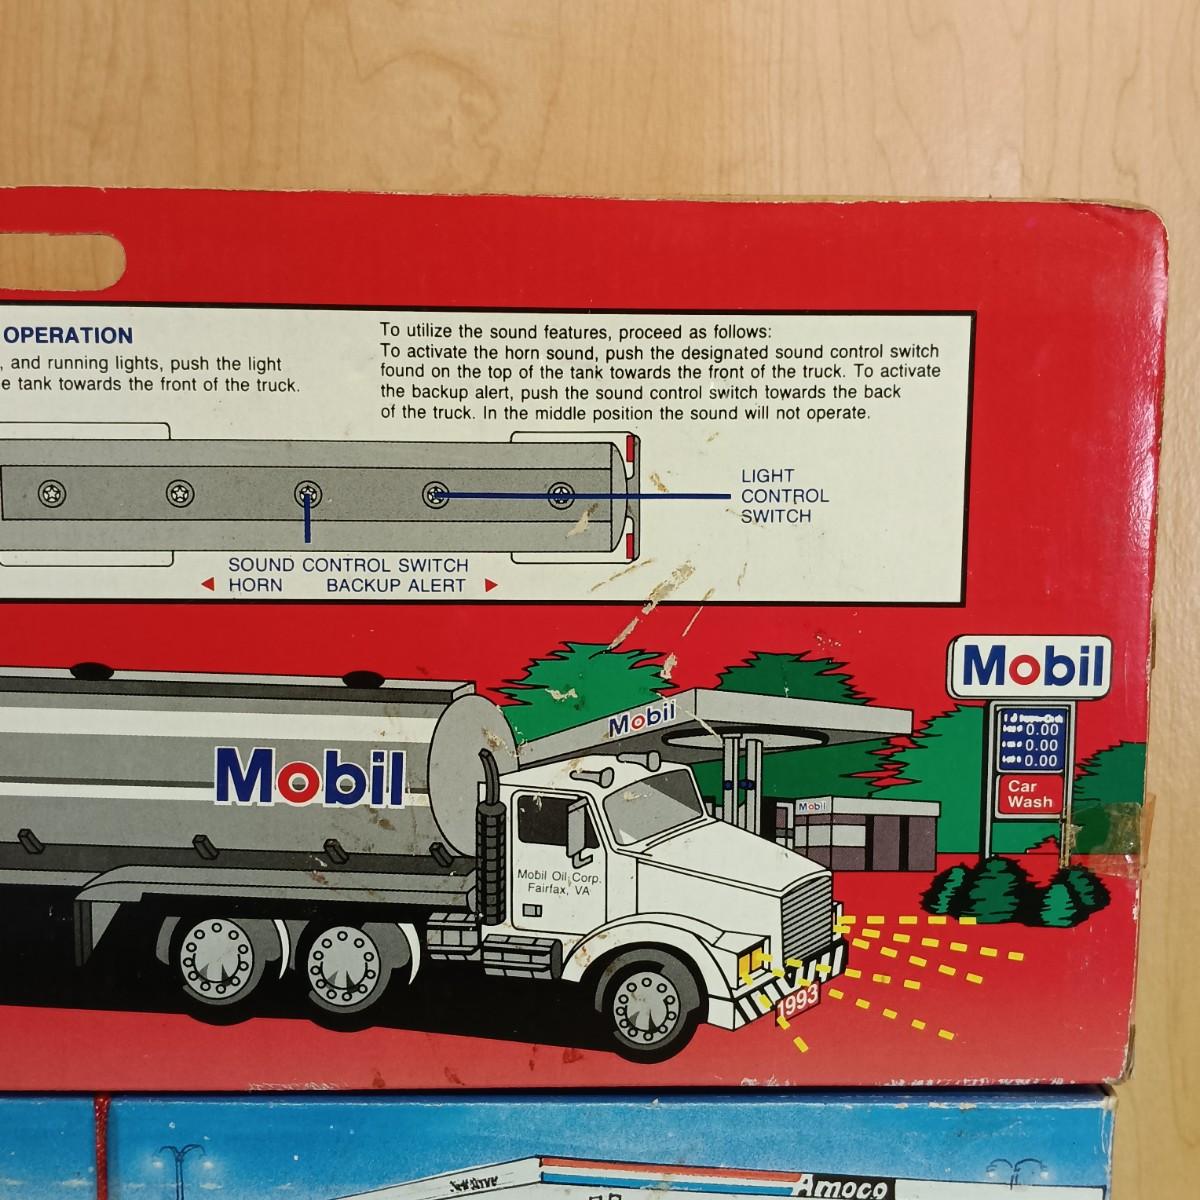 OPERATION
, and running lights, push the light
e tank towards the front of the truck.
To utilize the sound features, proceed as follows:
To activate the horn sound, push the designated sound control switch
found on the top of the tank towards the front of the truck. To activate
the backup alert, push the sound control switch towards the back
of the truck. In the middle position the sound will not operate.
LIGHT
CONTROL
SWITCH
SOUND CONTROL SWITCH
HORN BACKUP ALERT
Mobil
Mobil
0.00
0.00
0.00
Car
Wash
Mobil
Mobil
Mobil Oil Corp.
Fairfax, VA
1993
Amoco